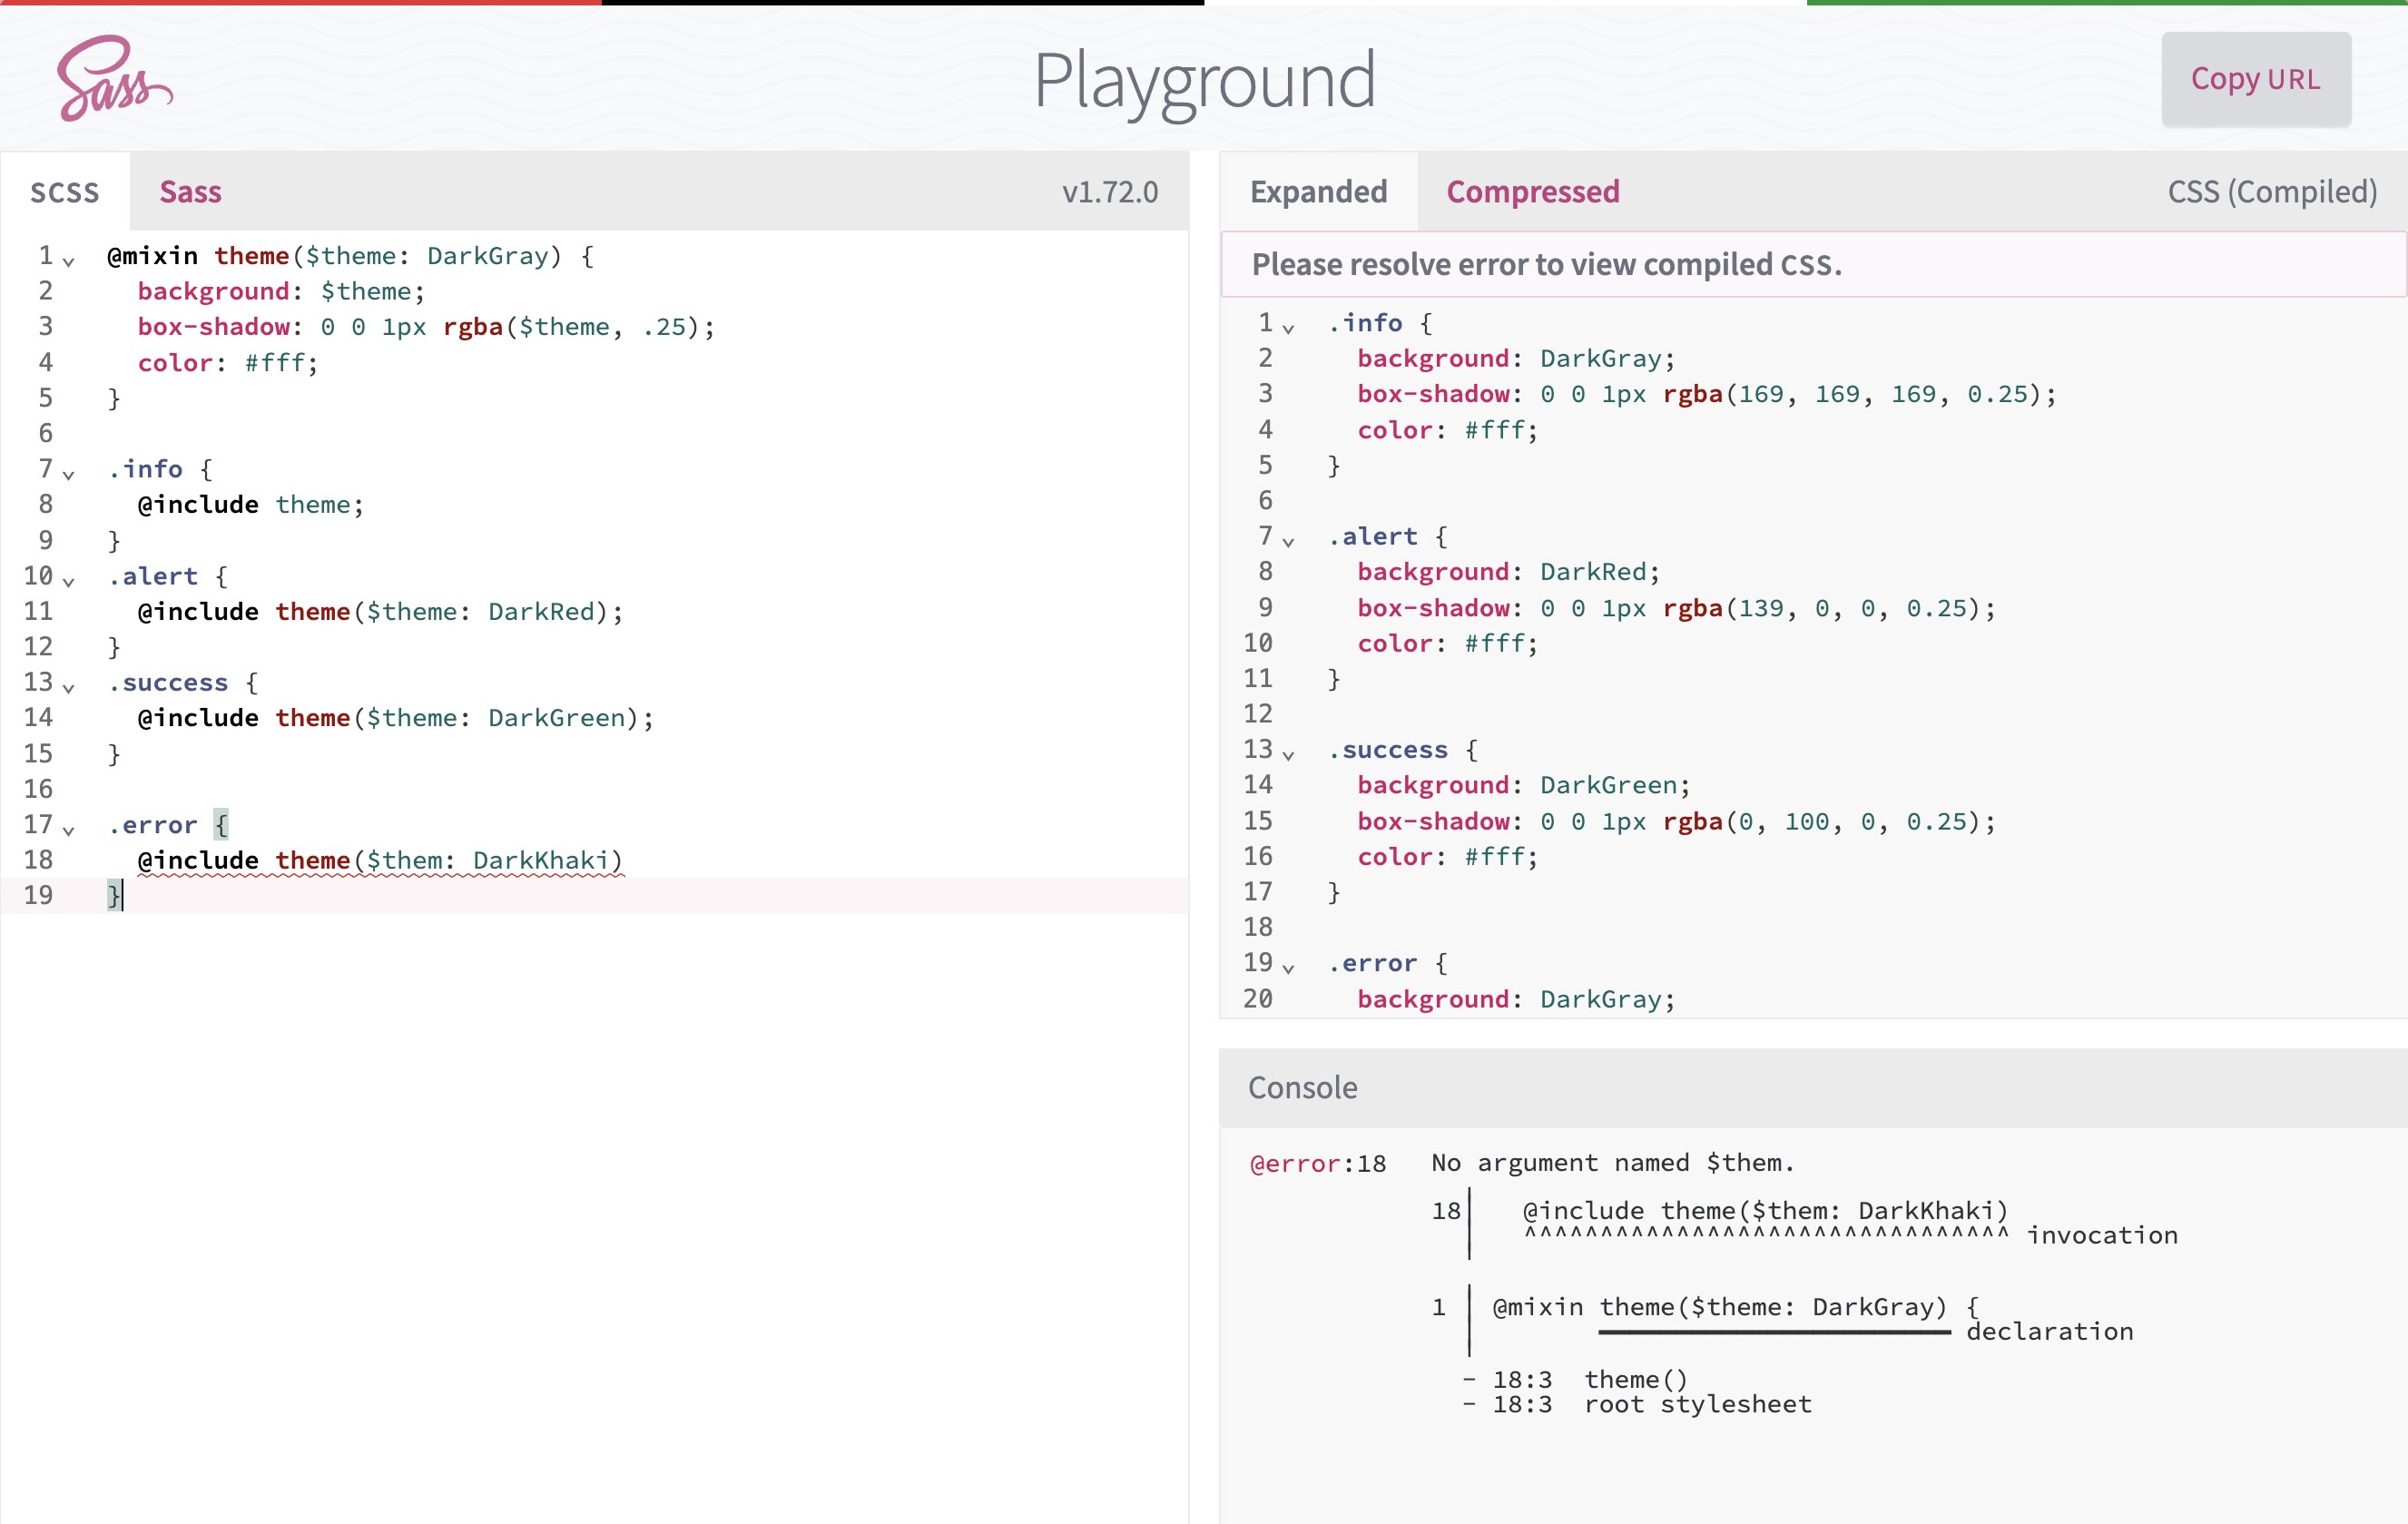 Sass
Playground
Copy URL
SCSS
Sass
v1.72.0
1 @mixin theme($theme: DarkGray) {
2 background: $theme;
3 box-shadow: 0 0 1px rgba($theme, .25);
4 color: #fff;
5 }
6
7 .info {
8 @include theme;
9 }
10 .alert {
11 @include theme($theme: DarkRed);
12 }
13 .success {
14 @include theme($theme: DarkGreen);
15 }
16
17 .error {
18 @include theme($them: DarkKhaki)
19 }
Expanded
Compressed
CSS (Compiled)
Please resolve error to view compiled CSS.
1 .info {
2 background: DarkGray;
3 box-shadow: 0 0 1px rgba(169, 169, 169, 0.25);
4 color: #fff;
5 }
6
7 .alert {
8 background: DarkRed;
9 box-shadow: 0 0 1px rgba(139, 0, 0, 0.25);
10 color: #fff;
11 }
12
13 .success {
14 background: DarkGreen;
15 box-shadow: 0 0 1px rgba(0, 100, 0, 0.25);
16 color: #fff;
17 }
18
19 .error {
20 background: DarkGray;
Console
@error:18 No argument named $them.
18 @include theme($them: DarkKhaki)
^^^^^^^^^^^^^^^^^^^^^^^^^^^^^^^^ invocation
1 @mixin theme($theme: DarkGray) {
declaration
- 18:3 theme()
- 18:3 root stylesheet